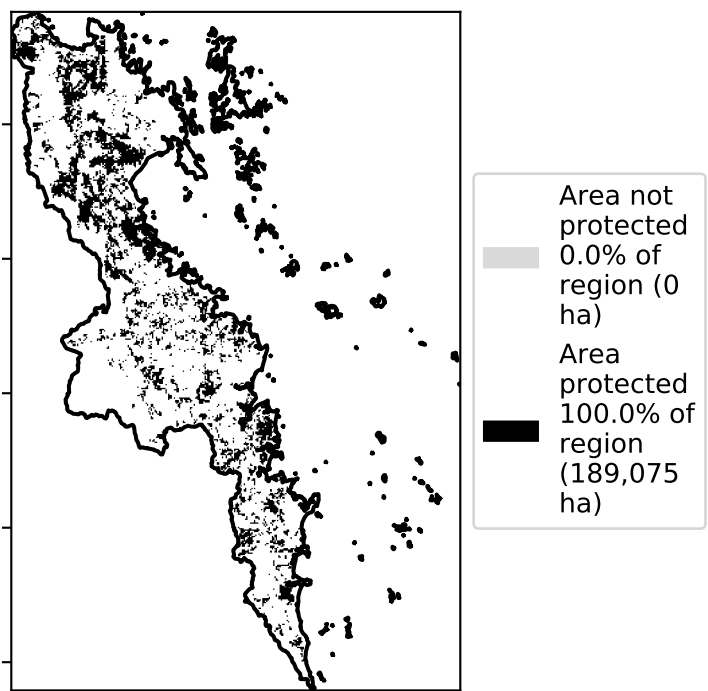 Area not
protected
0.0% of
region (0
ha)
Area
protected
100.0% of
region
(189,075
ha)